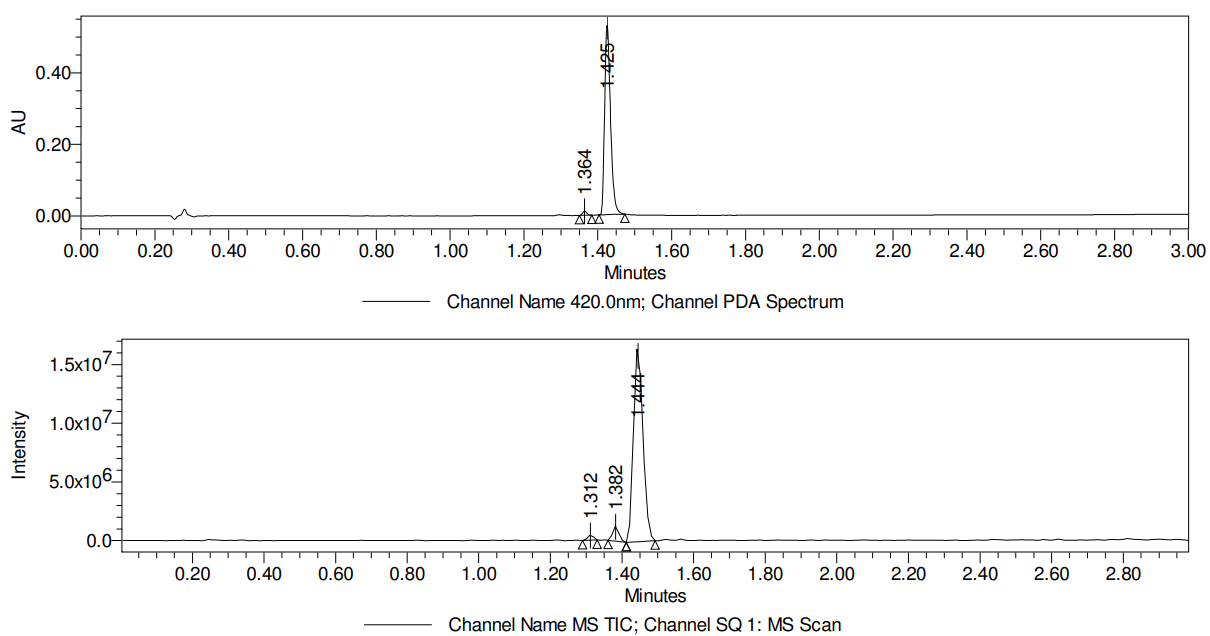 1.425
0.40
AU
0.20
1.364
0.00
0.00 0.20 0.40 0.60 0.80 1.00 1.20 1.40 1.60 1.80 2.00 2.20 2.40 2.60 2.80 3.00
Minutes
Channel Name 420.0nm; Channel PDA Spectrum
1.5x10⁷
1.444
1.0x10⁷
Intensity
5.0x10⁶
1.312 1.382
0.0
0.20 0.40 0.60 0.80 1.00 1.20 1.40 1.60 1.80 2.00 2.20 2.40 2.60 2.80
Minutes
Channel Name MS TIC; Channel SQ 1: MS Scan